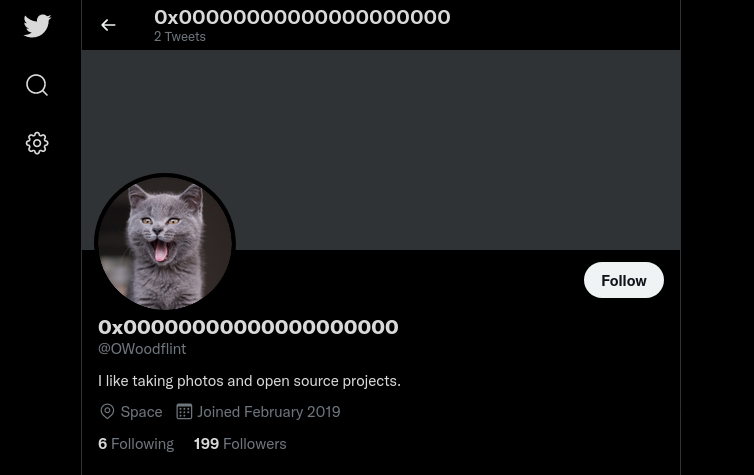 0x00000000000000000000
2 Tweets
Follow
0x00000000000000000000
@OWoodflint
I like taking photos and open source projects.
Space Joined February 2019
6 Following 199 Followers